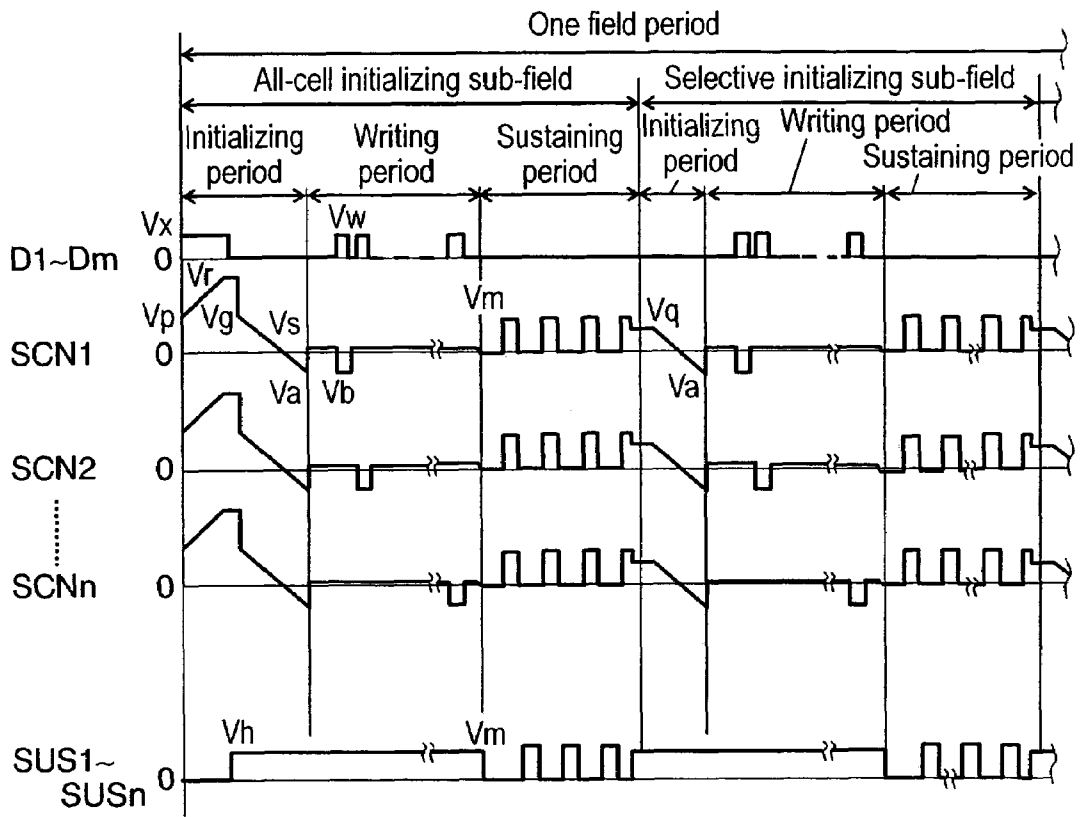 One field period
All-cell initializing sub-field
Selective initializing sub-field
Initializing period
Writing period
Sustaining period
Initializing period
Writing period
Sustaining period
Vx
Vw
D1~Dm
0
Vr
Vm
Vp
Vg
Vs
Vq
SCN1
0
Va
Vb
Va
SCN2
0
SCNn
0
Vh
Vm
SUS1~
0
SUSn